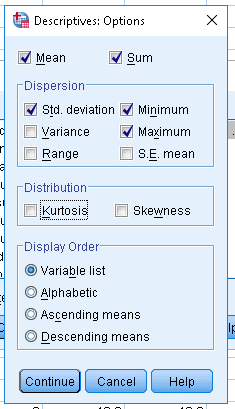 Descriptives: Options
Mean Sum
Dispersion
Std. deviation Minimum
Variance Maximum
Range S.E. mean
Distribution
Kurtosis Skewness
Display Order
Variable list
Alphabetic
Ascending means
Descending means
Continue Cancel Help